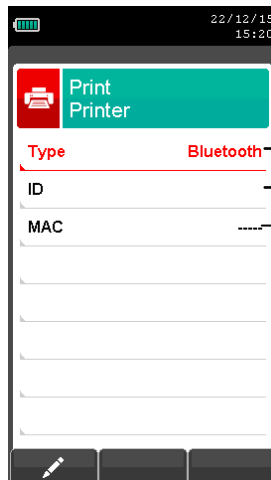 22/12/15
15:20
Print
Printer
Type Bluetooth
ID
MAC -----